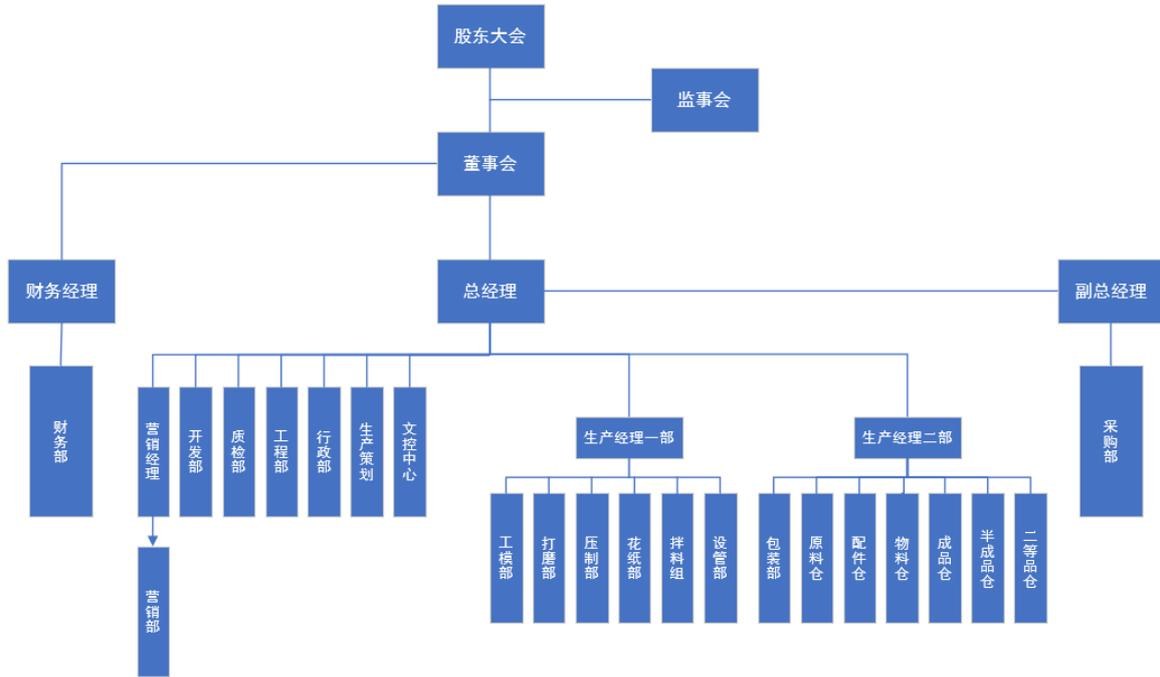 股东大会
监事会
董事会
财务经理
总经理
副总经理
财务部
营销经理
开发部
质检部
工程部
行政部
生产策划
文控中心
生产经理一部
生产经理二部
采购部
工模部
打磨部
压制部
花纸部
拌料组
设管部
包装部
原料仓
配件仓
物料仓
成品仓
半成品仓
二等品仓
营销部